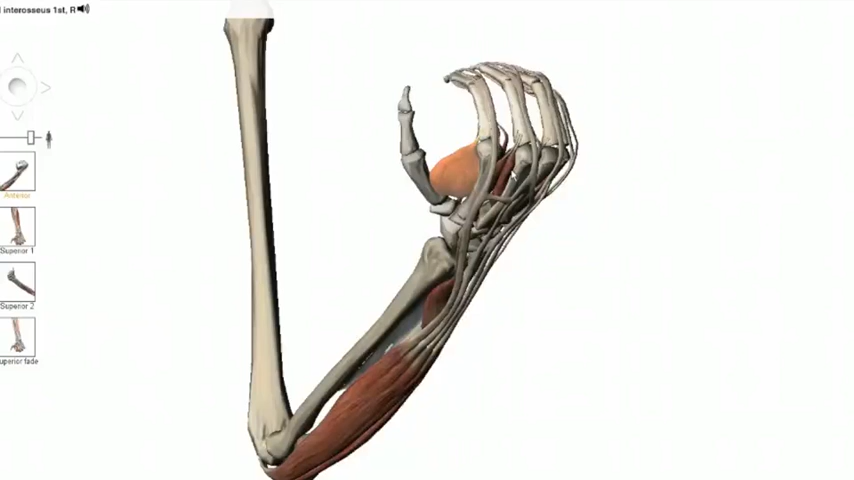 interosseus 1st, R
Anterior
Superior 1
Superior 2
uperior fade